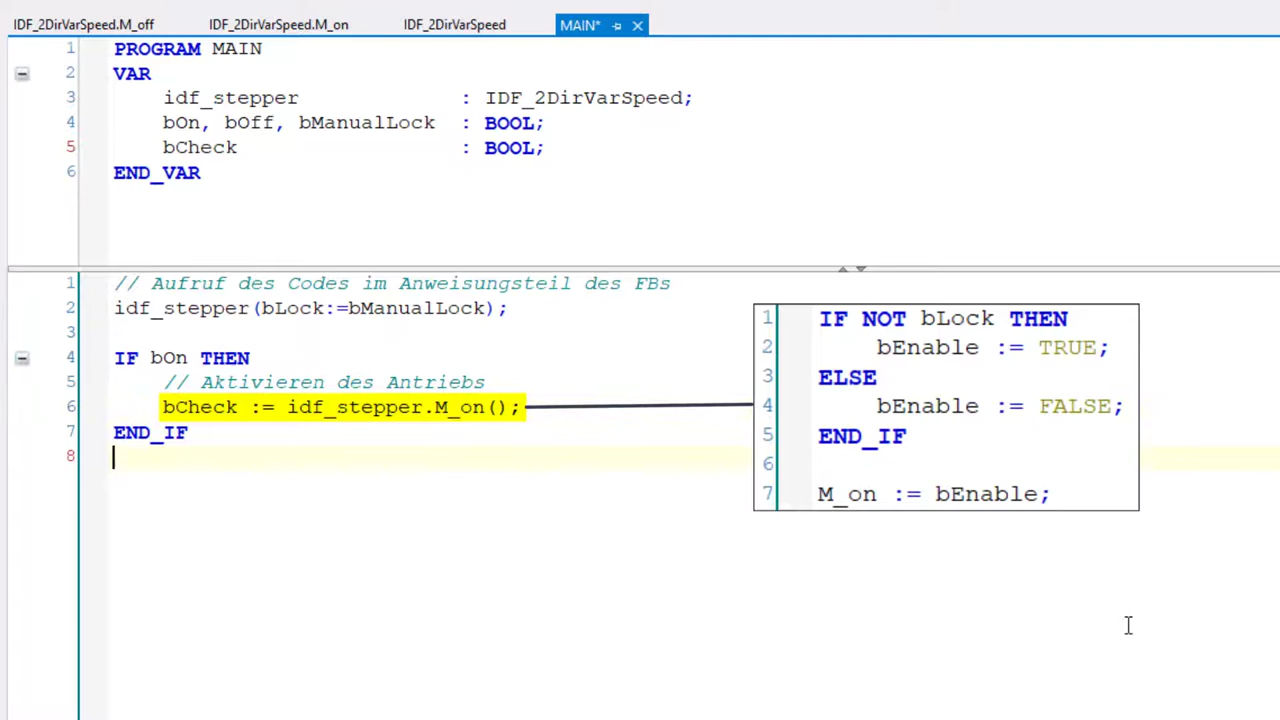 IDF_2DirVarSpeed.M_off IDF_2DirVarSpeed.M_on IDF_2DirVarSpeed MAIN*
1 PROGRAM MAIN
2 VAR
3 idf_stepper : IDF_2DirVarSpeed;
4 bOn, bOff, bManualLock : BOOL;
5 bCheck : BOOL;
6 END_VAR
1 // Aufruf des Codes im Anweisungsteil des FBs
2 idf_stepper(bLock:=bManualLock);
3
4 IF bOn THEN
5 // Aktivieren des Antriebs
6 bCheck := idf_stepper.M_on();
7 END_IF
8
1 IF NOT bLock THEN
2 bEnable := TRUE;
3 ELSE
4 bEnable := FALSE;
5 END_IF
6
7 M_on := bEnable;